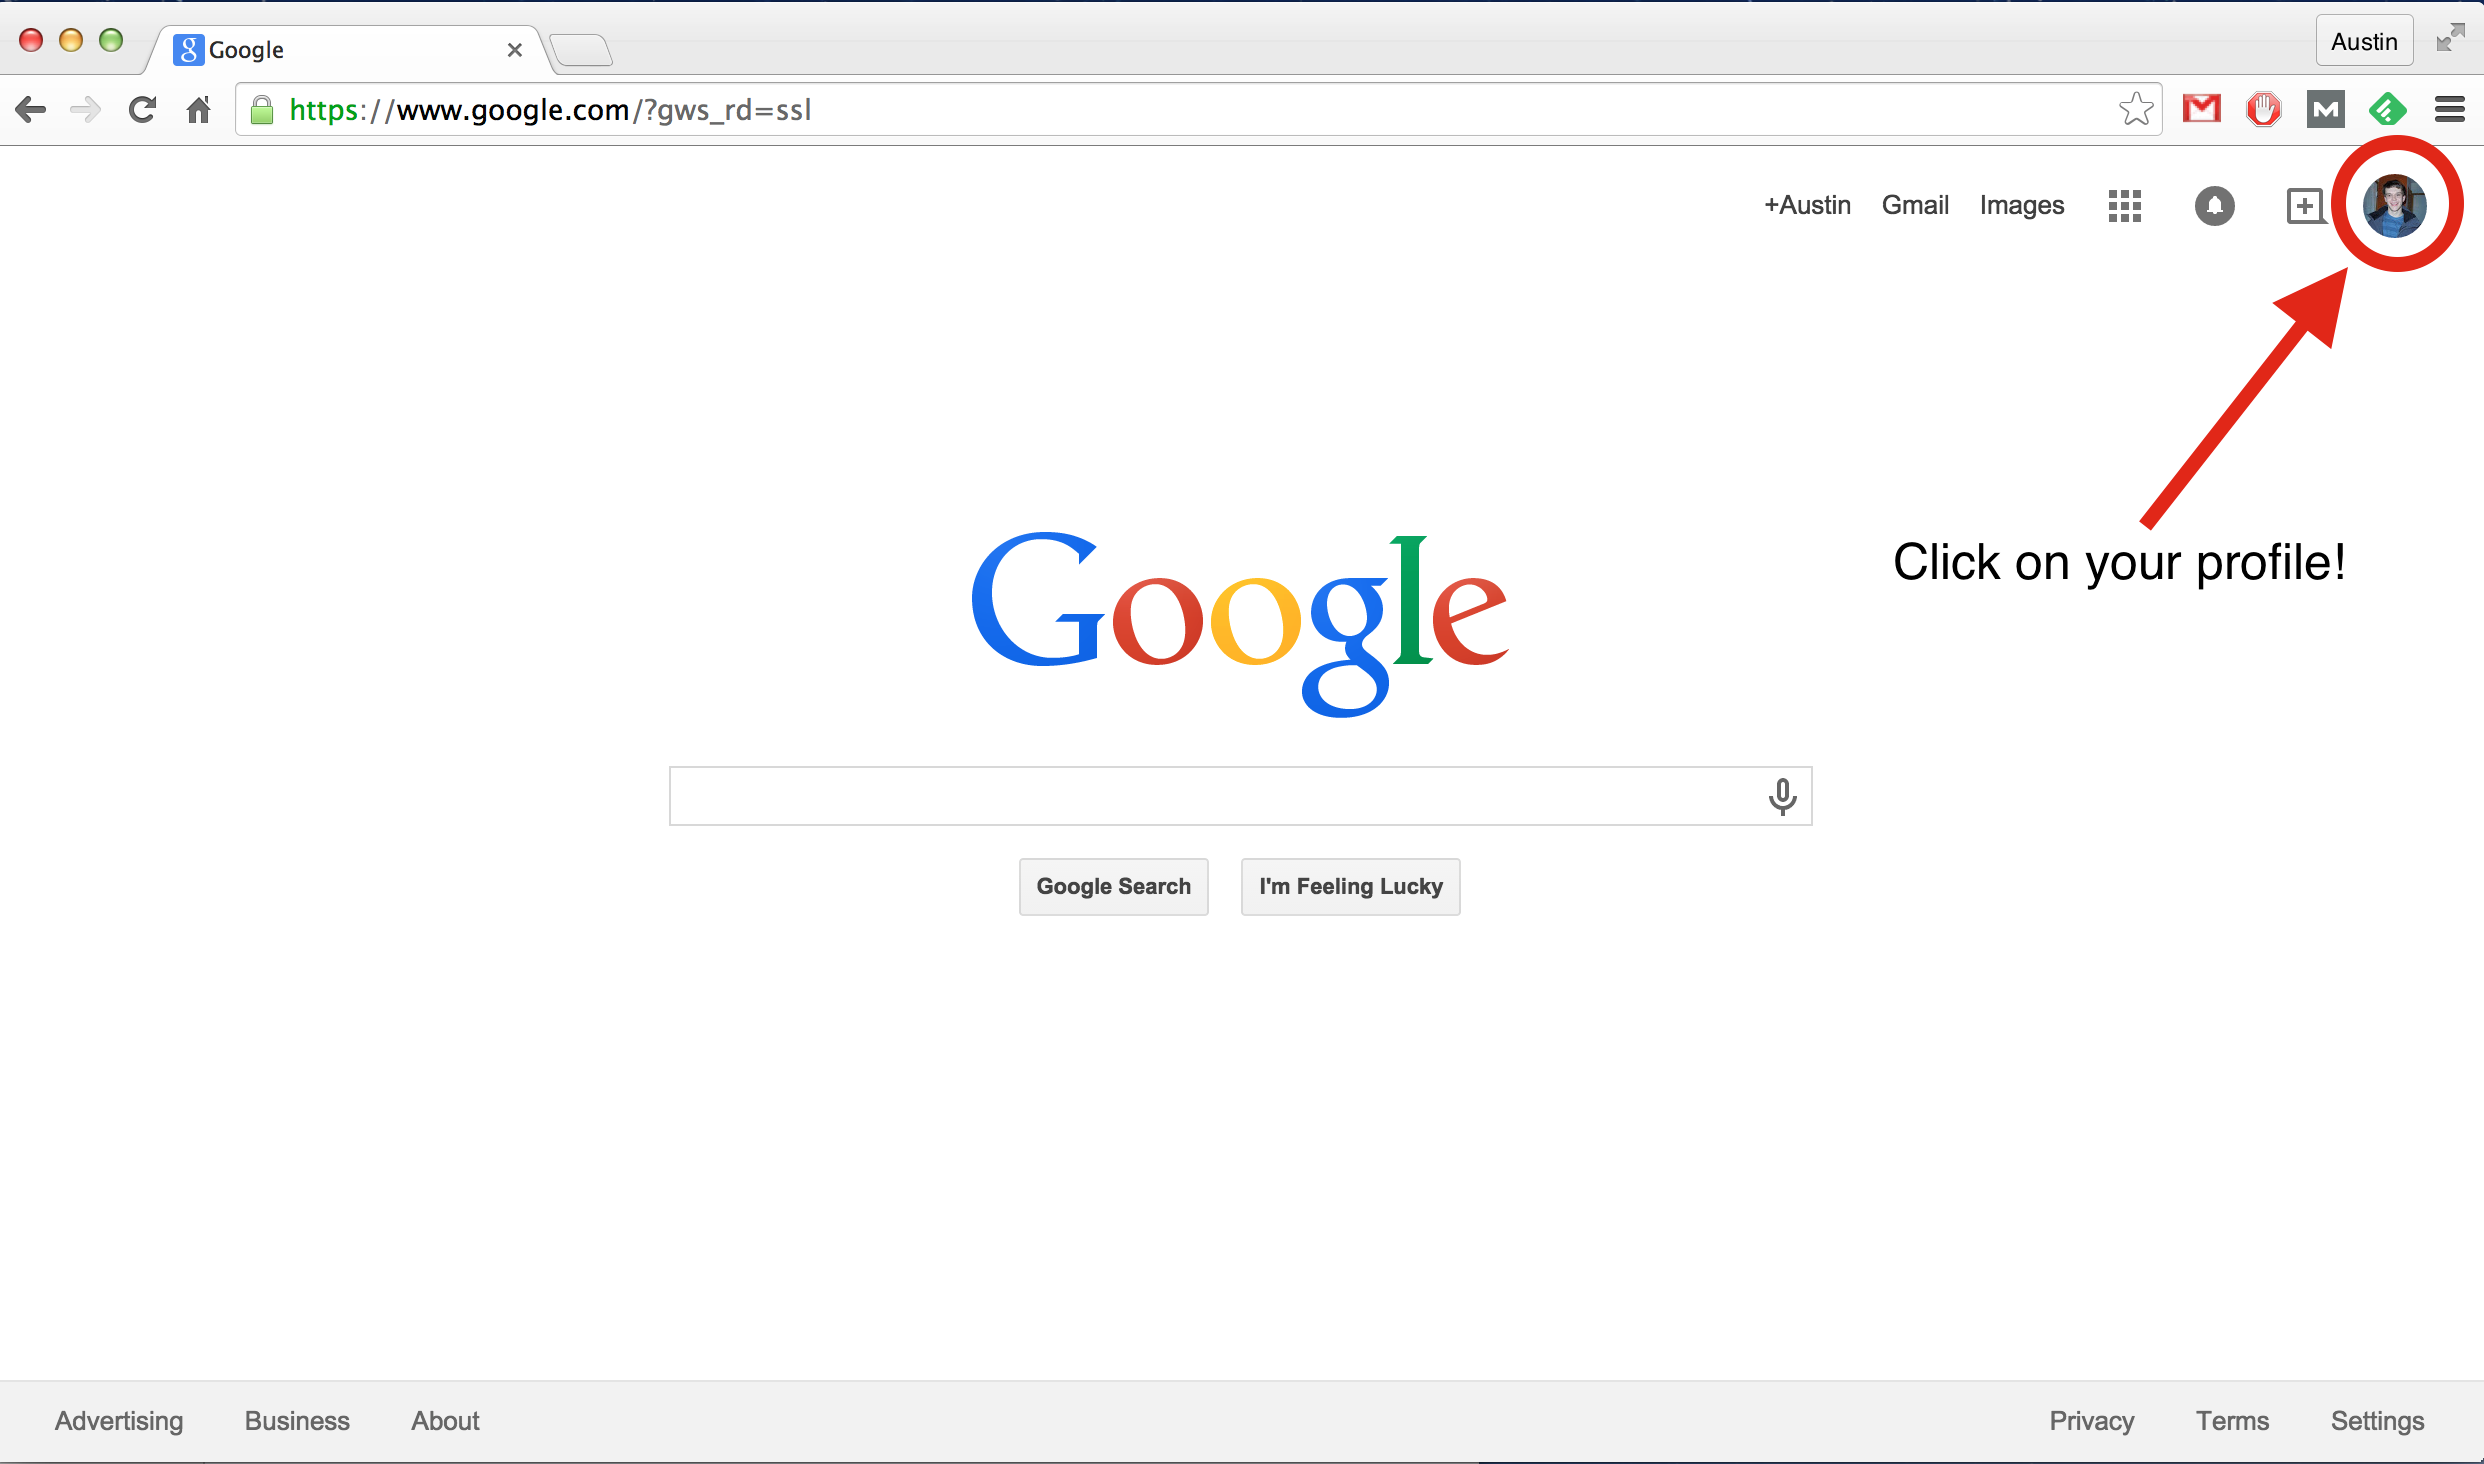 Google
Austin
https://www.google.com/?gws_rd=ssl
+Austin Gmail Images
Click on your profile!
Google
Google Search I'm Feeling Lucky
Advertising Business About Privacy Terms Settings